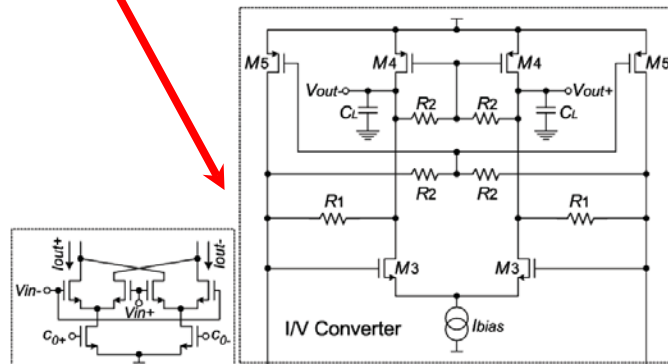 M5 M4 M4 M5
Vout- Vout+
CL R2 R2 CL
R2 R2
R1 R1
Iout+ Iout-
M3 M3
Vin- Vin+
Ibias
I/V Converter
C0+ C0-